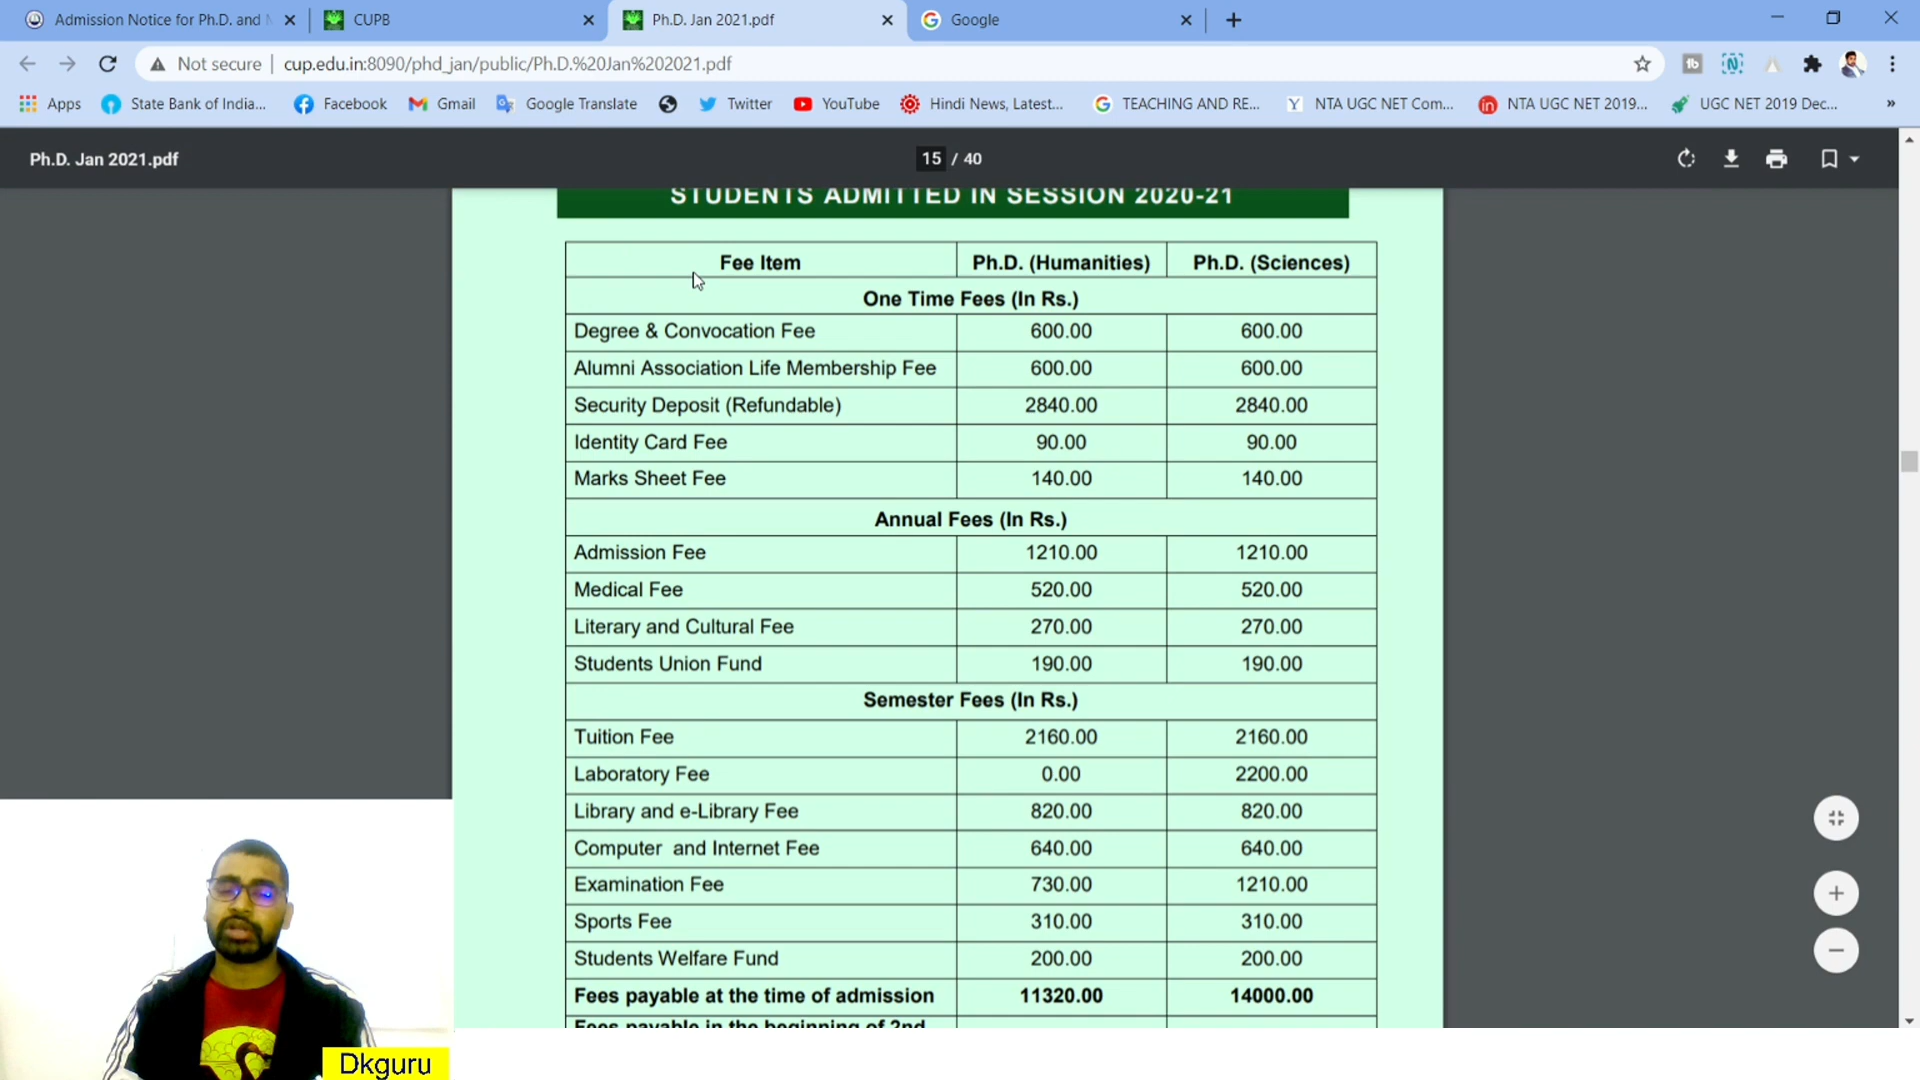 Admission Notice for Ph.D. and
CUPB
Ph.D. Jan 2021.pdf
Google
Not secure
cup.edu.in:8090/phd_jan/public/Ph.D.%20Jan%202021.pdf
Apps
State Bank of India...
Facebook
Gmail
Google Translate
Twitter
YouTube
Hindi News, Latest...
TEACHING AND RE...
NTA UGC NET Com...
NTA UGC NET 2019...
UGC NET 2019 Dec...
Ph.D. Jan 2021.pdf
15 / 40
STUDENTS ADMITTED IN SESSION 2020-21
Fee Item Ph.D. (Humanities) Ph.D. (Sciences)
One Time Fees (In Rs.)
Degree & Convocation Fee 600.00 600.00
Alumni Association Life Membership Fee 600.00 600.00
Security Deposit (Refundable) 2840.00 2840.00
Identity Card Fee 90.00 90.00
Marks Sheet Fee 140.00 140.00
Annual Fees (In Rs.)
Admission Fee 1210.00 1210.00
Medical Fee 520.00 520.00
Literary and Cultural Fee 270.00 270.00
Students Union Fund 190.00 190.00
Semester Fees (In Rs.)
Tuition Fee 2160.00 2160.00
Laboratory Fee 0.00 2200.00
Library and e-Library Fee 820.00 820.00
Computer and Internet Fee 640.00 640.00
Examination Fee 730.00 1210.00
Sports Fee 310.00 310.00
Students Welfare Fund 200.00 200.00
Fees payable at the time of admission 11320.00 14000.00
Fees payable in the beginning of 2nd
Dkguru